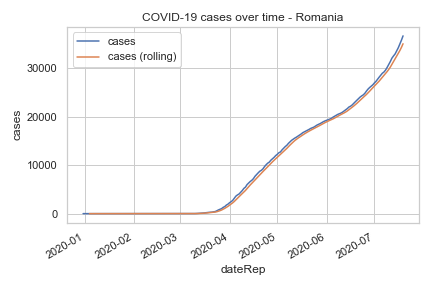 COVID-19 cases over time - Romania
cases
cases (rolling)
cases
30000
20000
10000
0
2020-01
2020-02
2020-03
2020-04
2020-05
2020-06
2020-07
dateRep